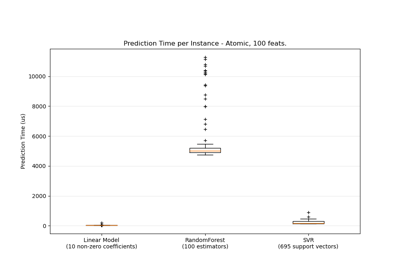 Prediction Time per Instance - Atomic, 100 feats.
10000
8000
6000
4000
2000
0
Prediction Time (us)
Linear Model
(10 non-zero coefficients)
RandomForest
(100 estimators)
SVR
(695 support vectors)